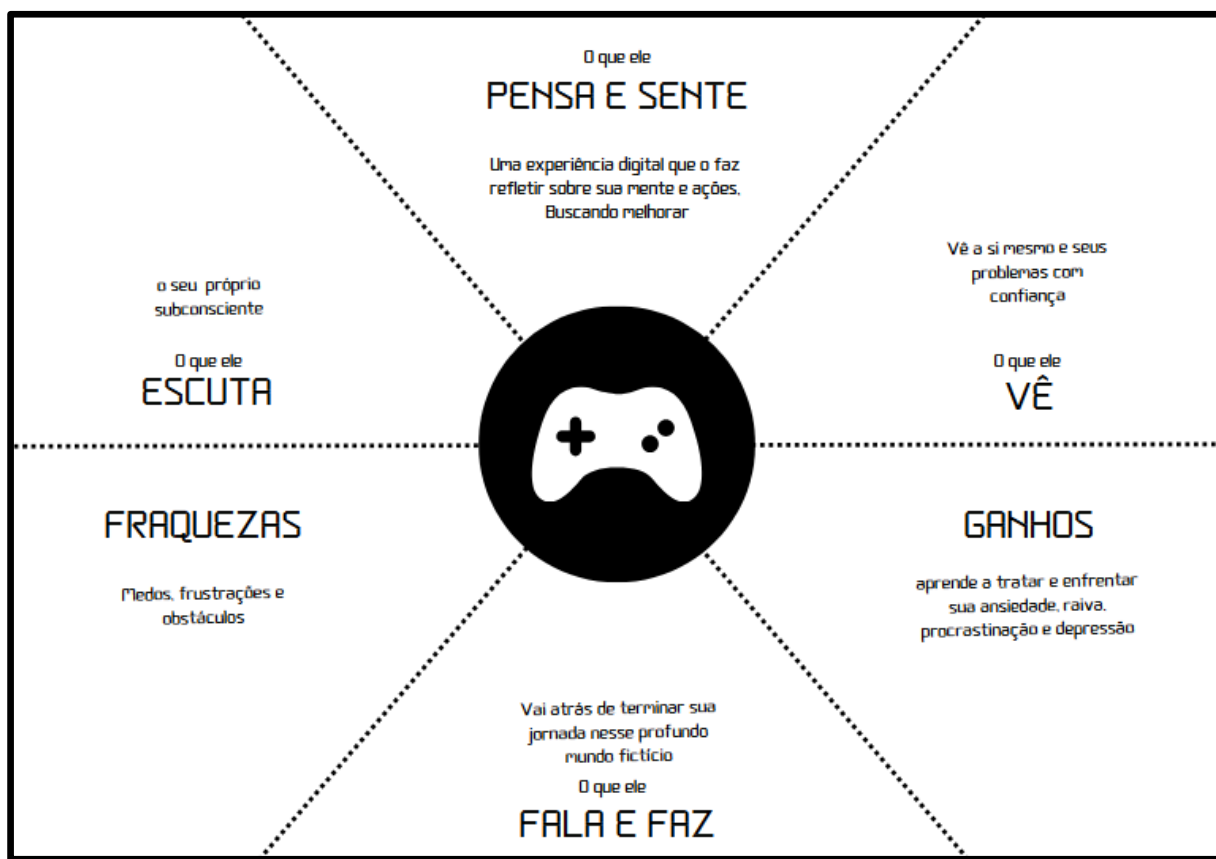 O que ele
PENSA E SENTE
Uma experiência digital que o faz
refletir sobre sua mente e ações,
Buscando melhorar
o seu próprio
subconsciente
O que ele
ESCUTA
Vê a si mesmo e seus
problemas com
confiança
O que ele
VÊ
FRAQUEZAS
Medos, frustrações e
obstáculos
GANHOS
aprende a tratar e enfrentar
sua ansiedade, raiva,
procrastinação e depressão
Vai atrás de terminar sua
jornada nesse profundo
mundo fictício
O que ele
FALA E FAZ